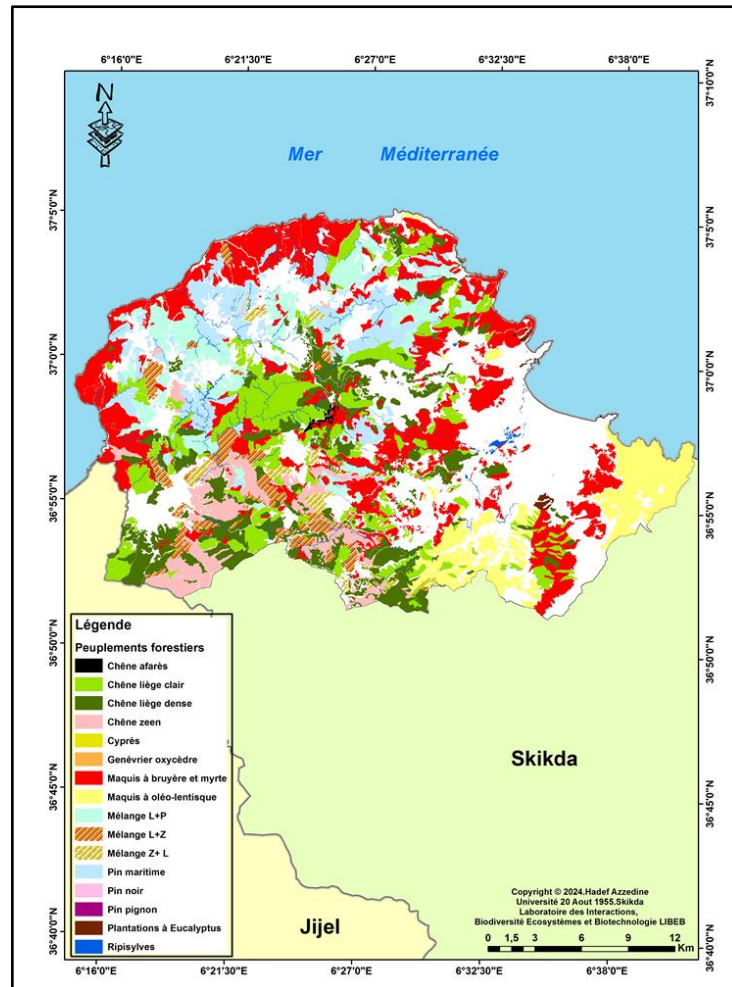 6°16'0"E 6°21'30"E 6°27'0"E 6°32'30"E 6°38'0"E
N
37°10'0"N
Mer Méditerranée
37°5'0"N 37°5'0"N
37°0'0"N 37°0'0"N
36°55'0"N 36°55'0"N
36°50'0"N 36°50'0"N
36°45'0"N 36°45'0"N
36°40'0"N 36°40'0"N
Légende
Peuplements forestiers
Chêne afarès
Chêne liège clair
Chêne liège dense
Chêne zeen
Cyprès
Genévrier oxycèdre
Maquis à bruyère et myrte
Maquis à oléo-lentisque
Mélange L+P
Mélange L+Z
Mélange Z+ L
Pin maritime
Pin noir
Pin pignon
Plantations à Eucalyptus
Ripisylves
Skikda
Jijel
Copyright © 2024.Hadef Azzedine
Université 20 Aout 1955.Skikda
Laboratoire des Interactions,
Biodiversité Ecosystèmes et Biotechnologie LIBEB
0 1,5 3 6 9 12
Km
6°16'0"E 6°21'30"E 6°27'0"E 6°32'30"E 6°38'0"E